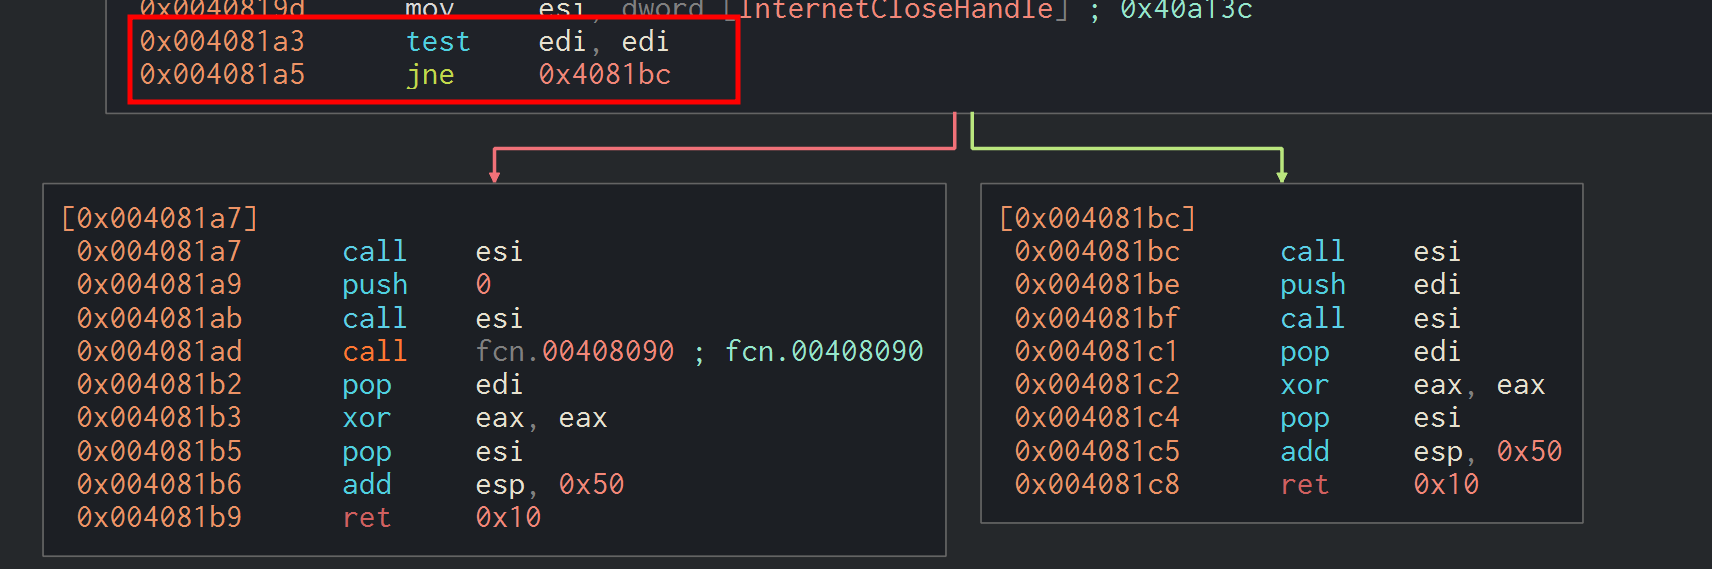 0x0040819d mov esi, dword [InternetCloseHandle] ; 0x40a13c
0x004081a3 test edi, edi
0x004081a5 jne 0x4081bc
[0x004081a7]
0x004081a7 call esi
0x004081a9 push 0
0x004081ab call esi
0x004081ad call fcn.00408090 ; fcn.00408090
0x004081b2 pop edi
0x004081b3 xor eax, eax
0x004081b5 pop esi
0x004081b6 add esp, 0x50
0x004081b9 ret 0x10
[0x004081bc]
0x004081bc call esi
0x004081be push edi
0x004081bf call esi
0x004081c1 pop edi
0x004081c2 xor eax, eax
0x004081c4 pop esi
0x004081c5 add esp, 0x50
0x004081c8 ret 0x10